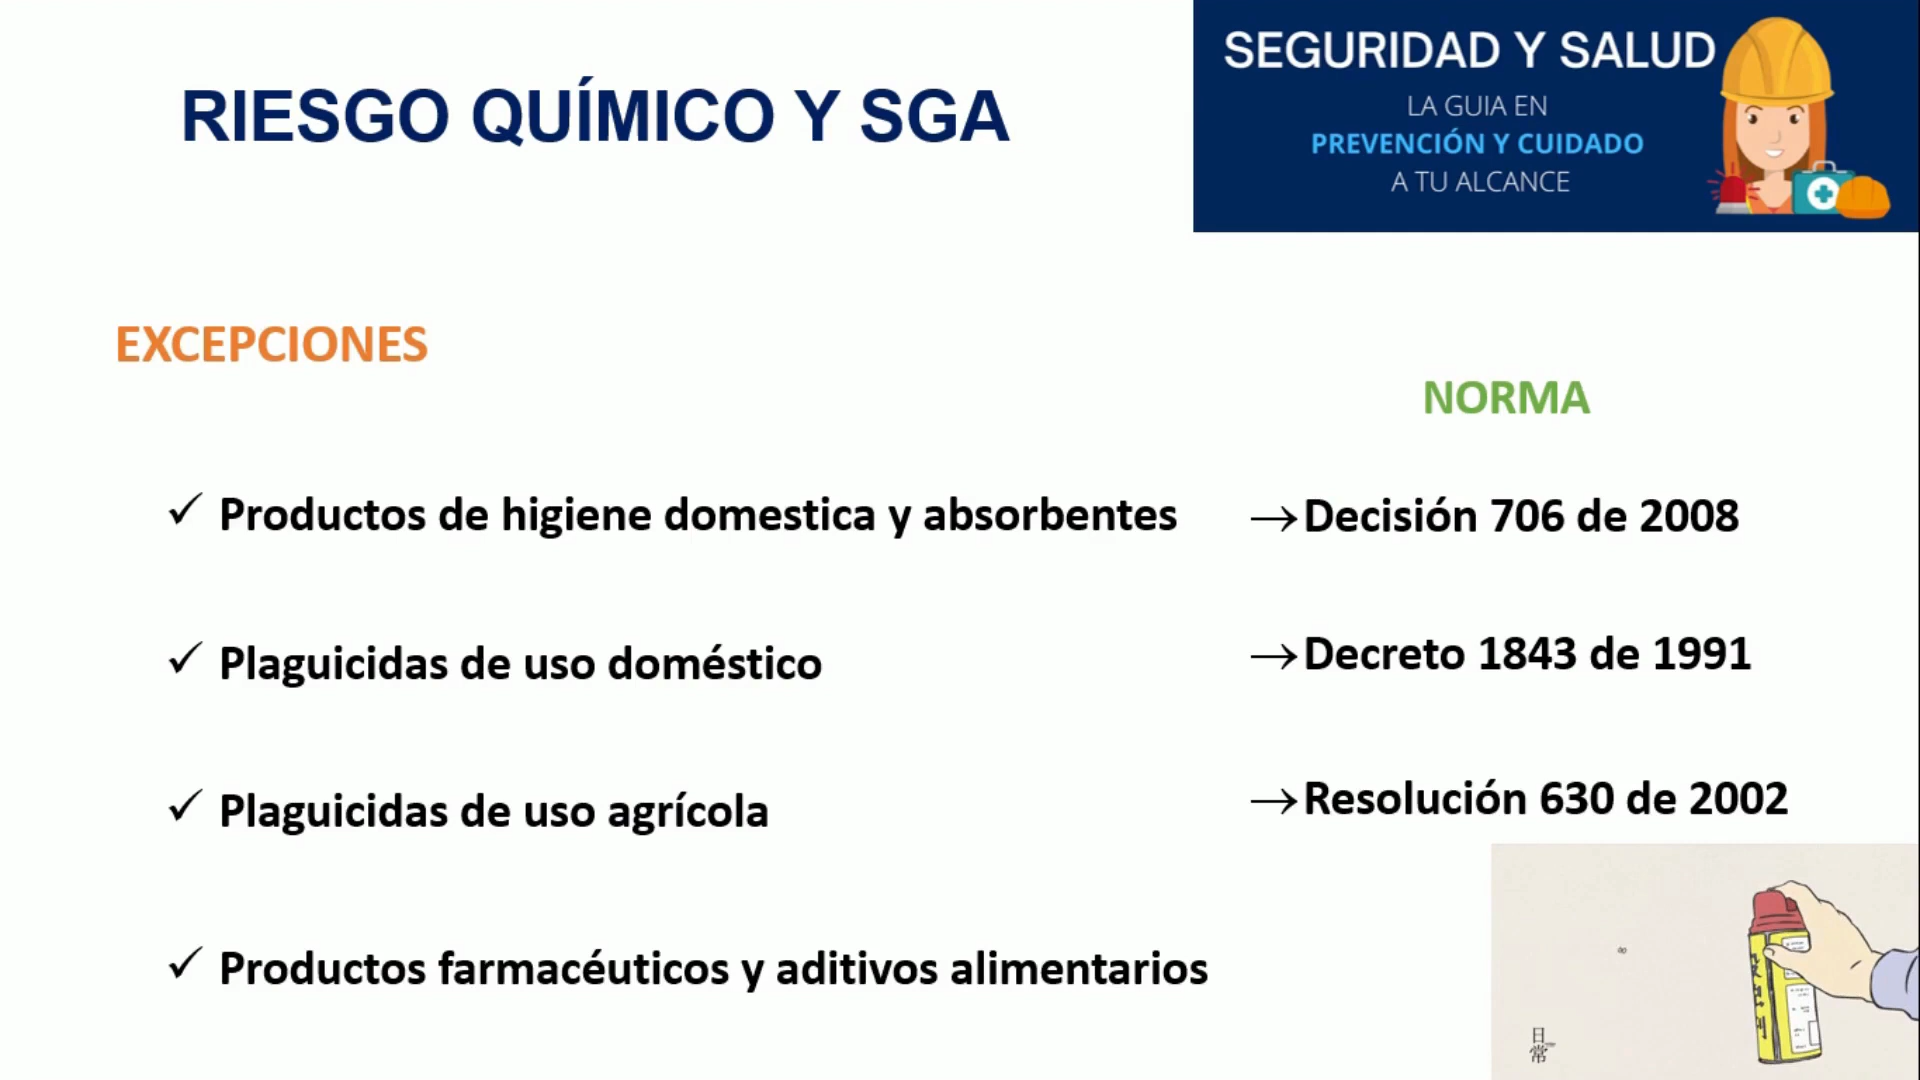 RIESGO QUÍMICO Y SGA
SEGURIDAD Y SALUD
LA GUIA EN
PREVENCIÓN Y CUIDADO
A TU ALCANCE
EXCEPCIONES
NORMA
✓ Productos de higiene domestica y absorbentes
→Decisión 706 de 2008
✓ Plaguicidas de uso doméstico
→Decreto 1843 de 1991
✓ Plaguicidas de uso agrícola
→Resolución 630 de 2002
✓ Productos farmacéuticos y aditivos alimentarios
日
常